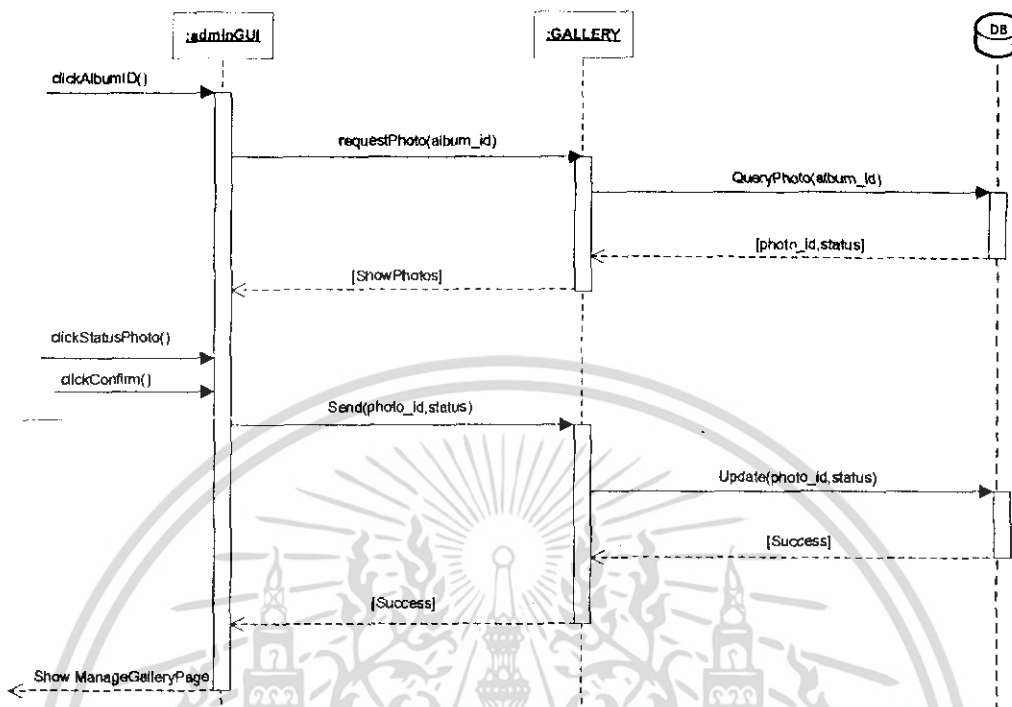 :adminGUI
:GALLERY
DB
clickAlbumID()
requestPhoto(album_id)
QueryPhoto(album_id)
[photo_id,status]
[ShowPhotos]
clickStatusPhoto()
clickConfirm()
Send(photo_id,status)
Update(photo_id,status)
[Success]
[Success]
Show ManageGalleryPage